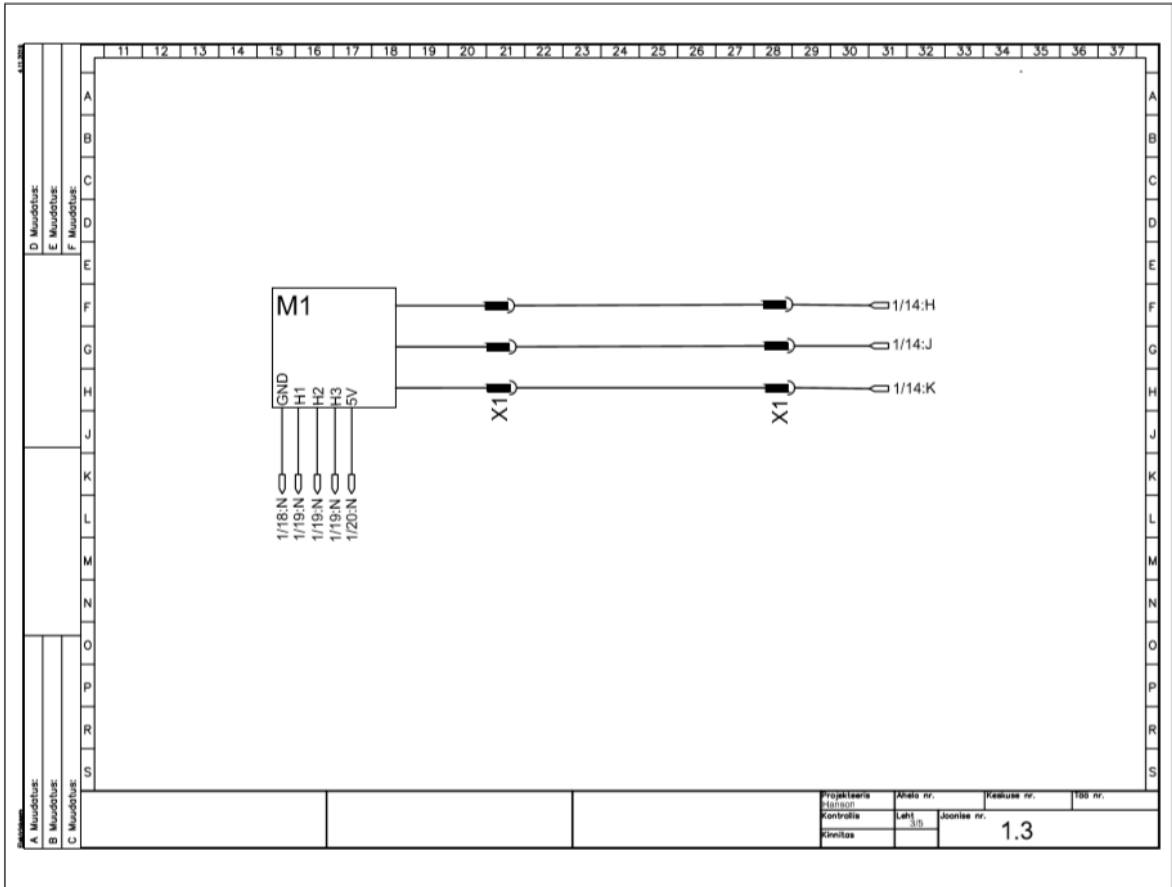 4.11.2018
11 12 13 14 15 16 17 18 19 20 21 22 23 24 25 26 27 28 29 30 31 32 33 34 35 36 37
A A
B B
C C
D D
E E
F F
G G
H H
J J
K K
L L
M M
N N
O O
P P
R R
S S
D Muudatus:
E Muudatus:
F Muudatus:
A Muudatus:
B Muudatus:
C Muudatus:
M1
GND
H1
H2
H3
5V
1/18:N
1/19:N
1/19:N
1/19:N
1/20:N
X1
X1
1/14:H
1/14:J
1/14:K
Projekteeris
Hanson
Ahela nr.
Keskuse nr.
Töö nr.
Kontrollis
Leht
3/5
Joonise nr.
1.3
Kinnitas